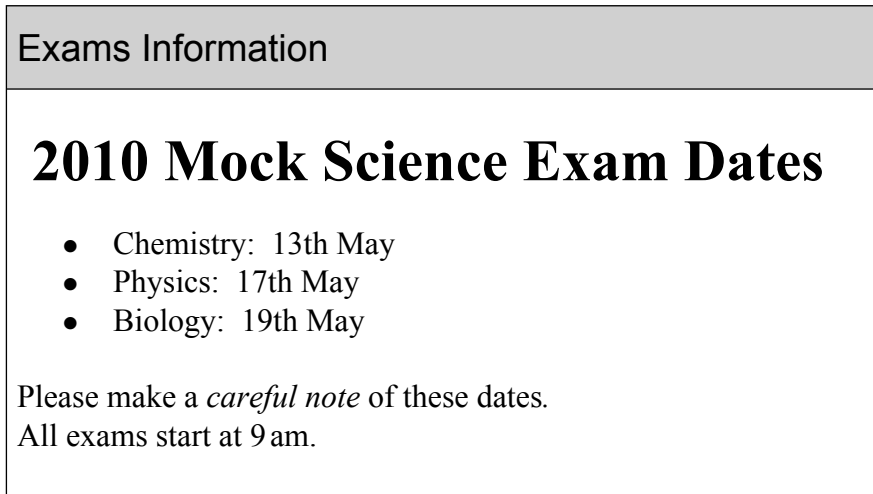 Exams Information
2010 Mock Science Exam Dates
• Chemistry: 13th May
• Physics: 17th May
• Biology: 19th May
Please make a careful note of these dates.
All exams start at 9 am.